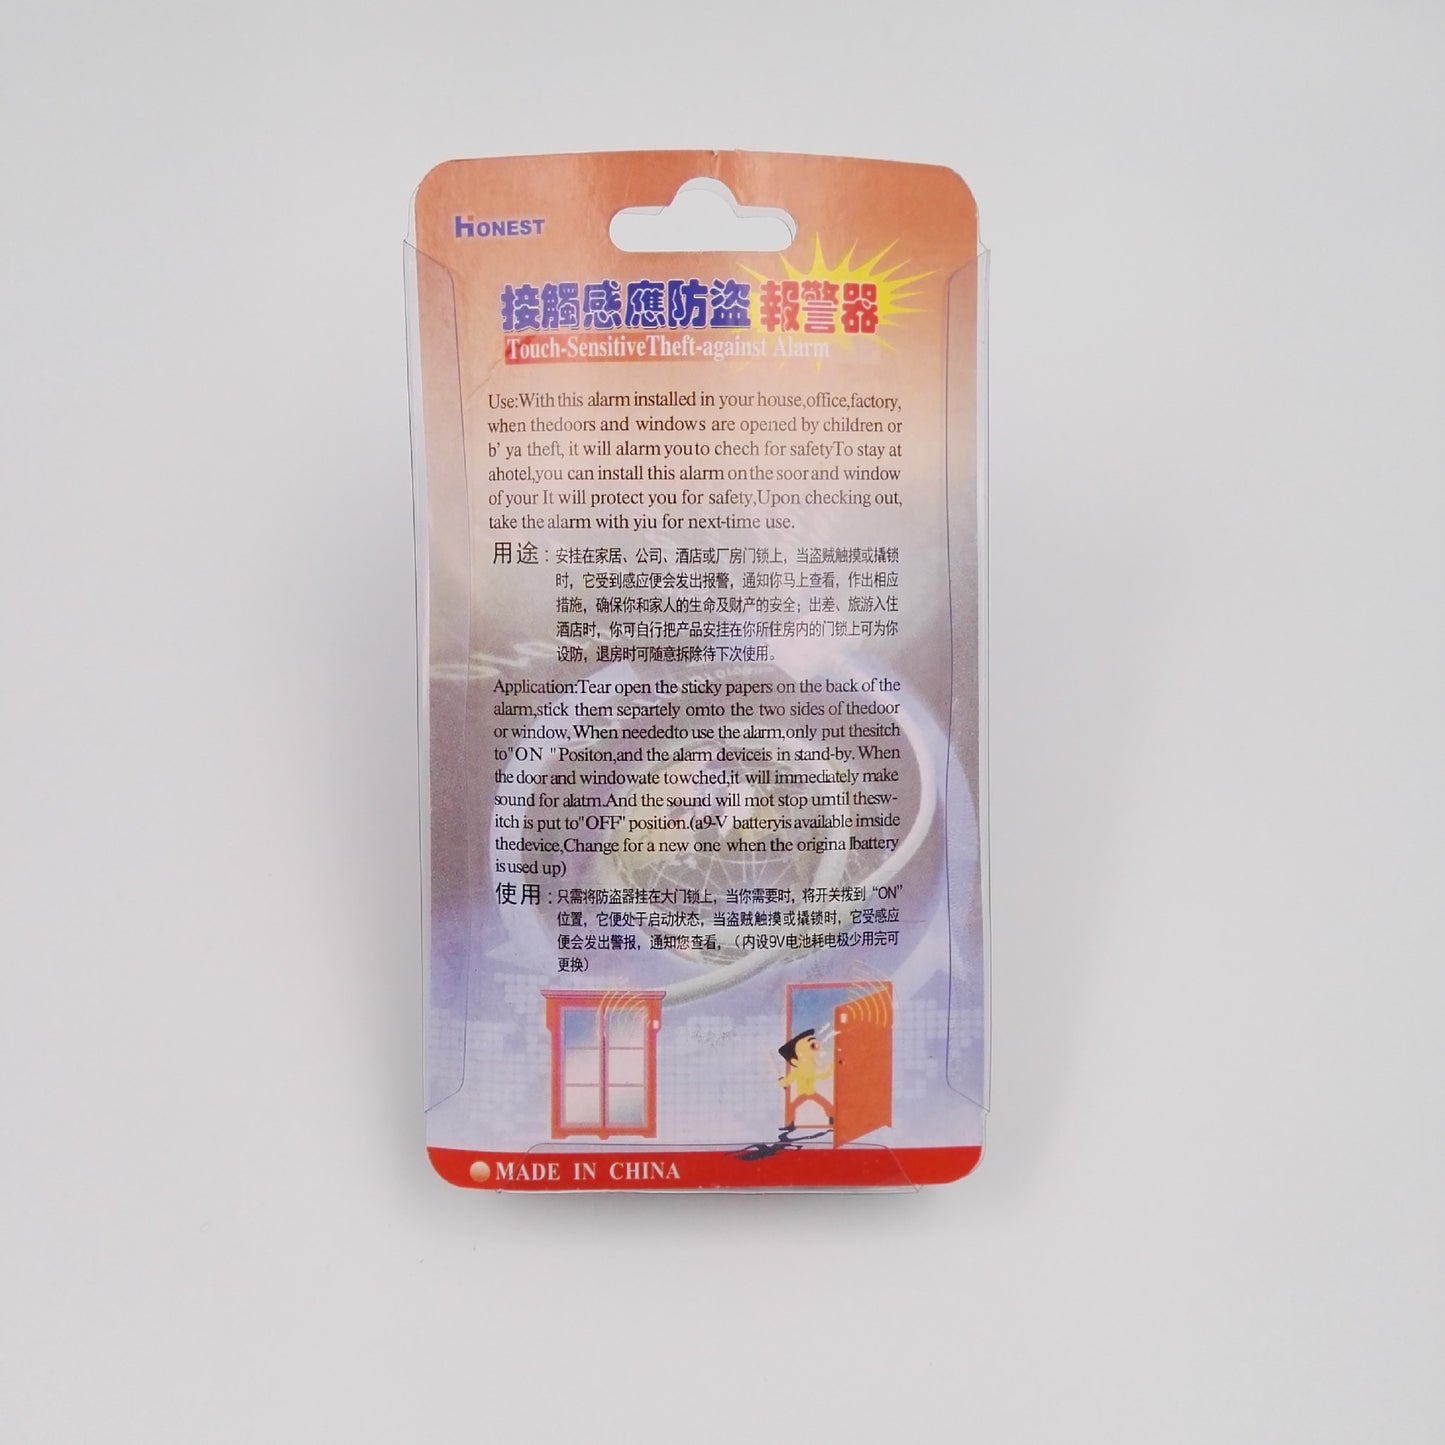 HONEST
接觸感應防盜報警器
Touch-Sensitive Theft-against Alarm
Use:With this alarm installed in your house,office,factory,
when thedoors and windows are opened by children or
b' ya theft, it will alarm you to chech for safetyTo stay at
ahotel,you can install this alarm on the soor and window
of your It will protect you for safety,Upon checking out,
take the alarm with yiu for next-time use.
用途：安挂在家居、公司、酒店或厂房门锁上，当盗贼触摸或撬锁
时，它受到感应便会发出报警，通知你马上查看，作出相应
措施，确保你和家人的生命及财产的安全；出差、旅游入住
酒店时，你可自行把产品安挂在你所住房内的门锁上可为你
设防，退房时可随意拆除待下次使用。
Application:Tear open the sticky papers on the back of the
alarm,stick them separtely omto the two sides of thedoor
or window, When neededto use the alarm,only put thesitch
to"ON "Positon,and the alarm deviceis in stand-by. When
the door and windowate towched,it will immediately make
sound for alatm.And the sound will mot stop umtil thesw-
itch is put to"OFF" position.(a9-V batteryis available imside
thedevice,Change for a new one when the origina lbattery
is used up)
使用：只需将防盗器挂在大门锁上，当你需要时，将开关拨到“ON”
位置，它便处于启动状态，当盗贼触摸或撬锁时，它受感应
便会发出警报，通知您查看，（内设9V电池耗电极少用完可
更换）
MADE IN CHINA